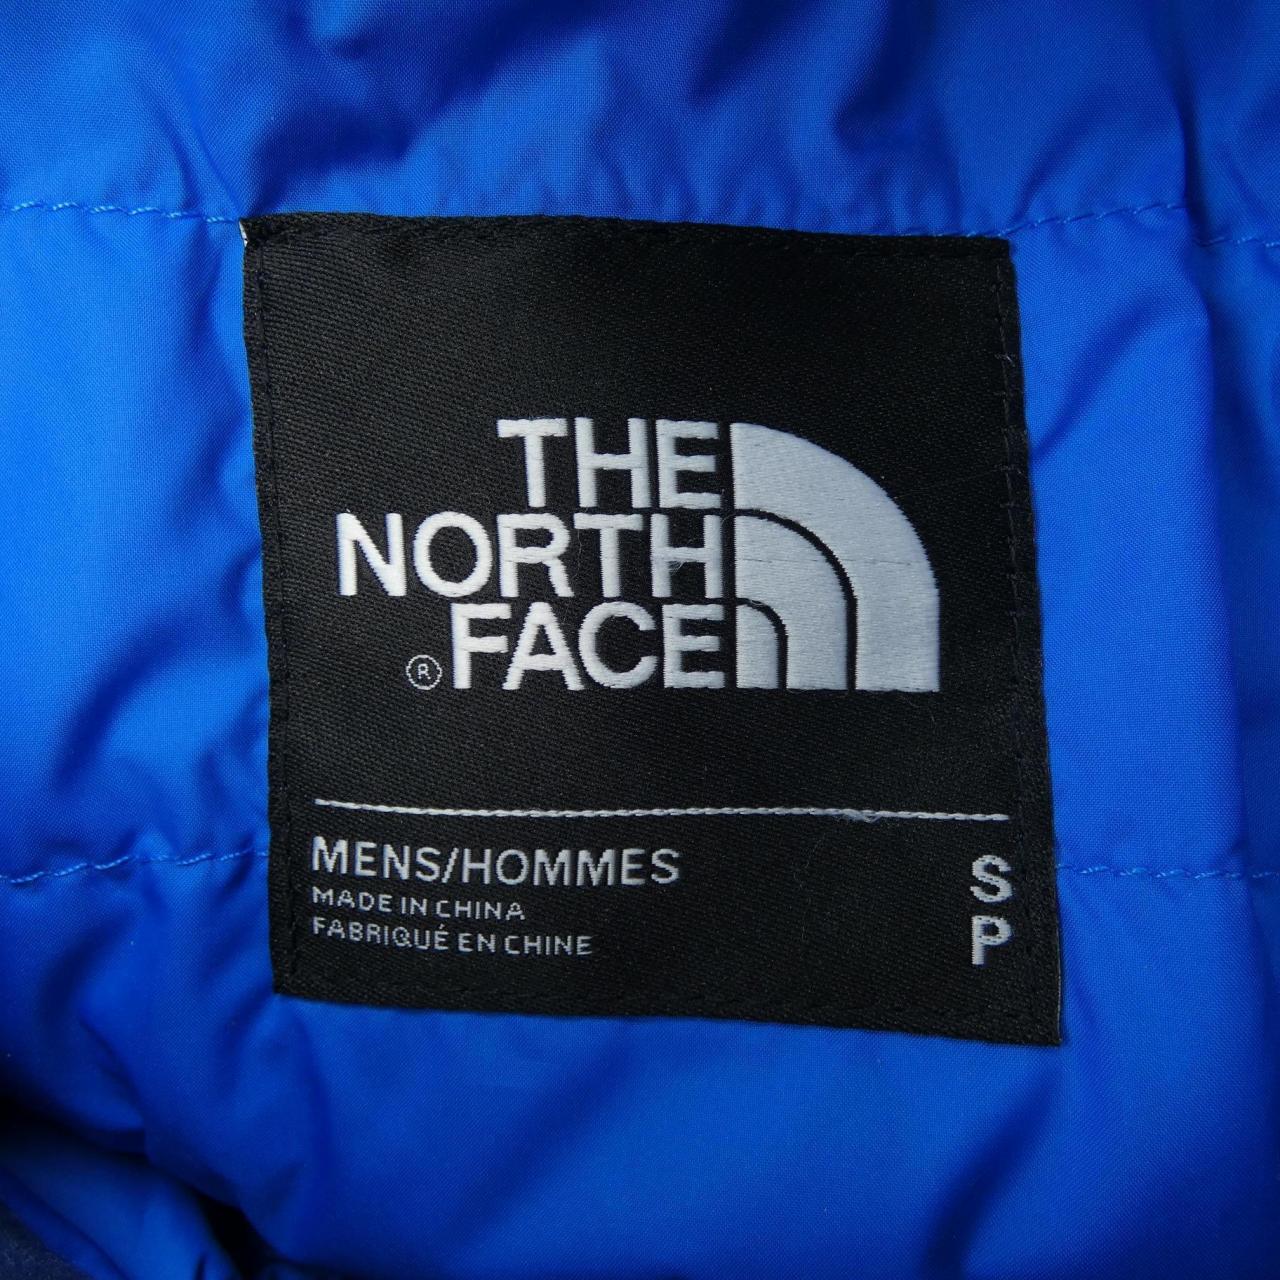 THE
NORTH
FACE
®
MENS/HOMMES
MADE IN CHINA
FABRIQUÉ EN CHINE
S
P